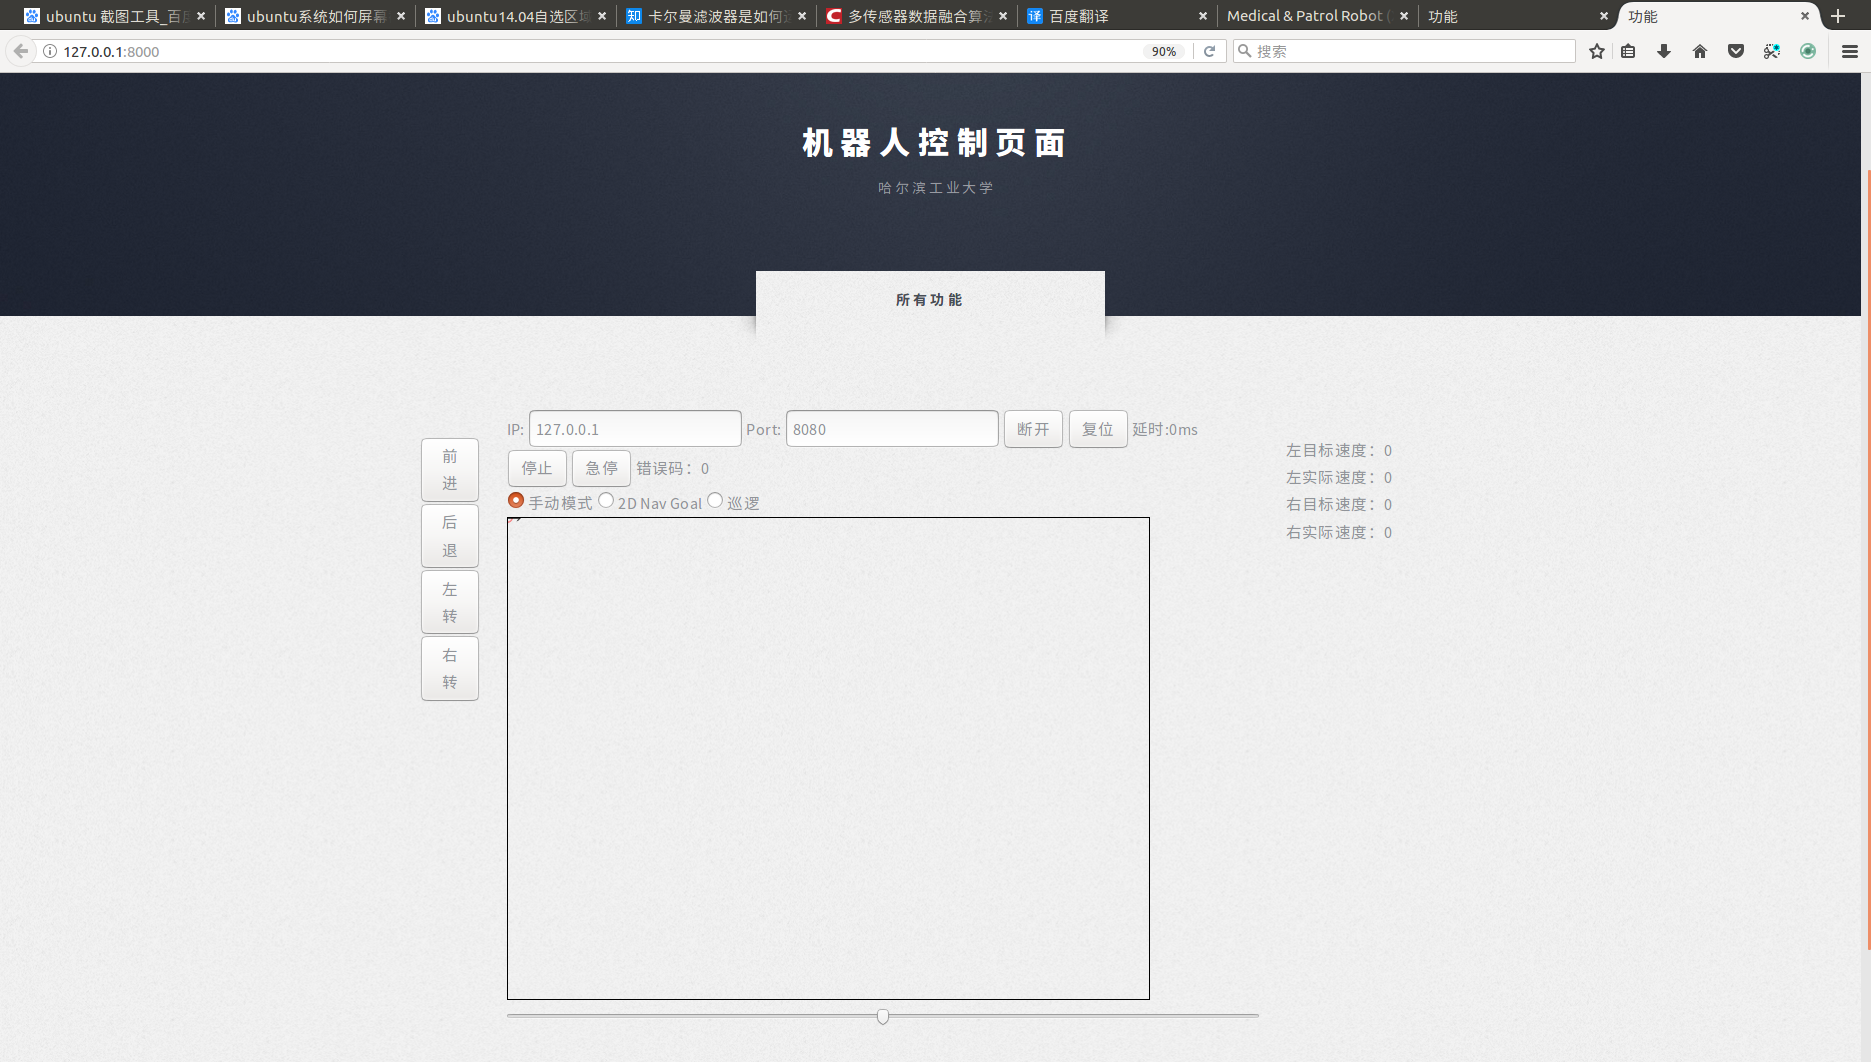 ubuntu 截图工具_百
ubuntu系统如何屏幕
ubuntu14.04自选区域
知 卡尔曼滤波器是如何
C 多传感器数据融合算
译 百度翻译
Medical & Patrol Robot (
功能
功能
127.0.0.1:8000
90%
搜索
机器人控制页面
哈尔滨工业大学
所有功能
IP: 127.0.0.1 Port: 8080 断开 复位 延时:0ms
停止 急停 错误码：0
手动模式 2D Nav Goal 巡逻
前
进
后
退
左
转
右
转
左目标速度：0
左实际速度：0
右目标速度：0
右实际速度：0